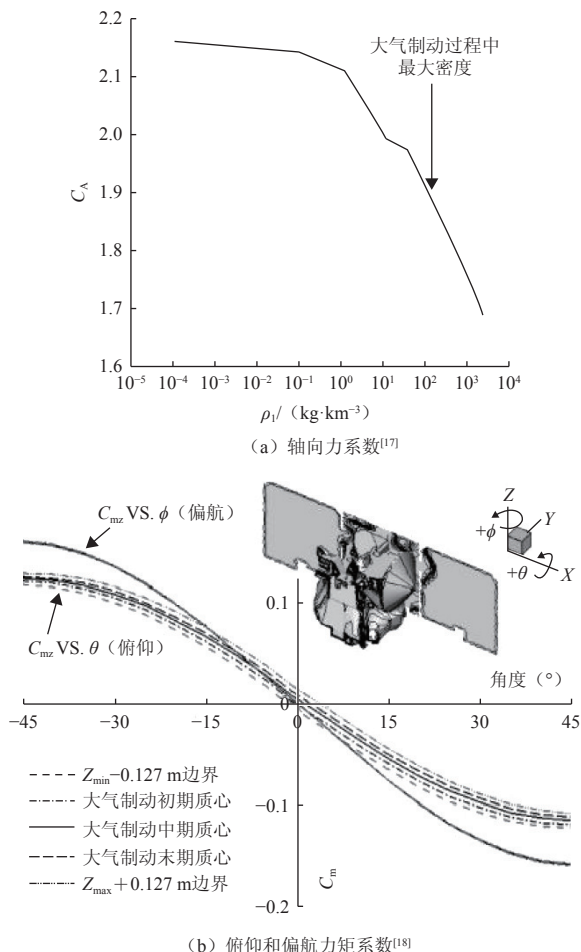 2.2
2.1
2.0
1.9
1.8
1.7
1.6
C_A
大气制动过程中
最大密度
10⁻⁵ 10⁻⁴ 10⁻³ 10⁻² 10⁻¹ 10⁰ 10¹ 10² 10³ 10⁴
ρ₁/（kg·km⁻³）
（a）轴向力系数[17]
C_mz VS. ϕ（偏航）
Z
Y
+ϕ
X
+θ
0.1
C_mz VS. θ（俯仰）
角度（°）
0
−45 −30 −15 0 15 30 45
Z_min−0.127 m边界
大气制动初期质心
−0.1
大气制动中期质心
大气制动末期质心
C_m
Z_max＋0.127 m边界
−0.2
（b）俯仰和偏航力矩系数[18]